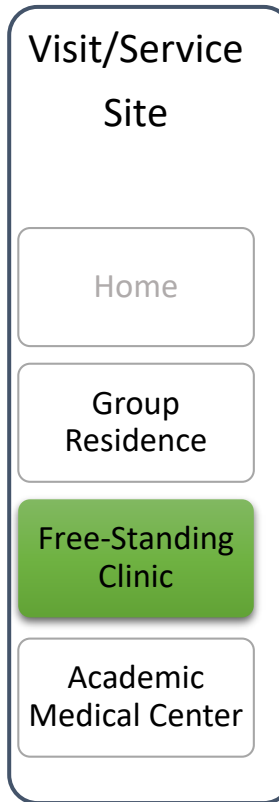 Visit/Service
Site
Home
Group
Residence
Free-Standing
Clinic
Academic
Medical Center